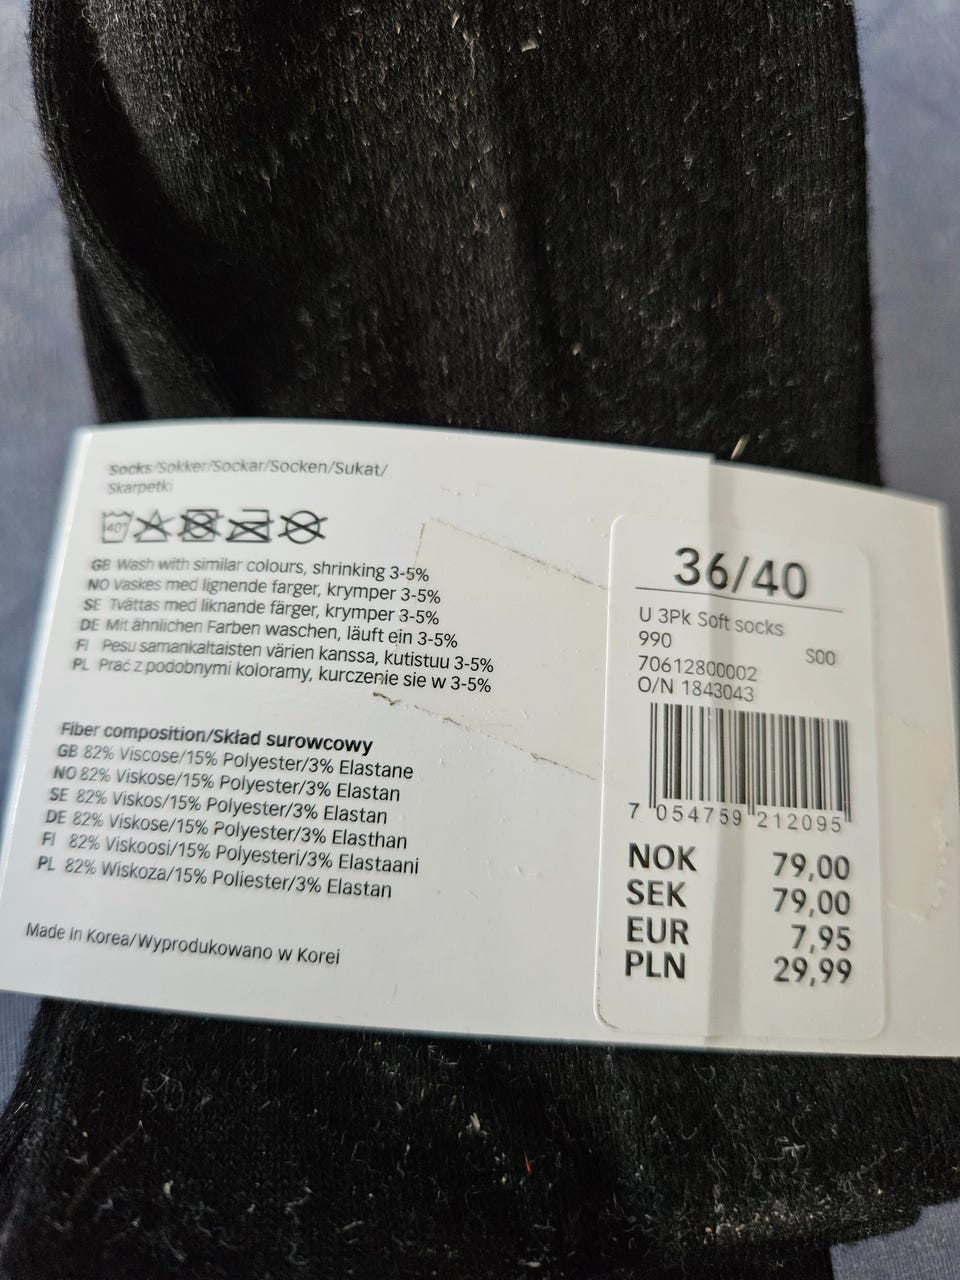 Socks/Sokker/Sockar/Socken/Sukat/
Skarpetki
40°
GB Wash with similar colours, shrinking 3-5%
NO Vaskes med lignende farger, krymper 3-5%
SE Tvättas med liknande färger, krymper 3-5%
DE Mit ähnlichen Farben waschen, läuft ein 3-5%
FI Pesu samankaltaisten värien kanssa, kutistuu 3-5%
PL Prać z podobnymi koloramy, kurczenie sie w 3-5%
Fiber composition/Skład surowcowy
GB 82% Viscose/15% Polyester/3% Elastane
NO 82% Viskose/15% Polyester/3% Elastan
SE 82% Viskos/15% Polyester/3% Elastan
DE 82% Viskose/15% Polyester/3% Elasthan
FI 82% Viskoosi/15% Polyesteri/3% Elastaani
PL 82% Wiskoza/15% Poliester/3% Elastan
Made in Korea/Wyprodukowano w Korei
36/40
U 3Pk Soft socks
990 S00
70612800002
O/N 1843043
7 054759 212095
NOK 79,00
SEK 79,00
EUR 7,95
PLN 29,99